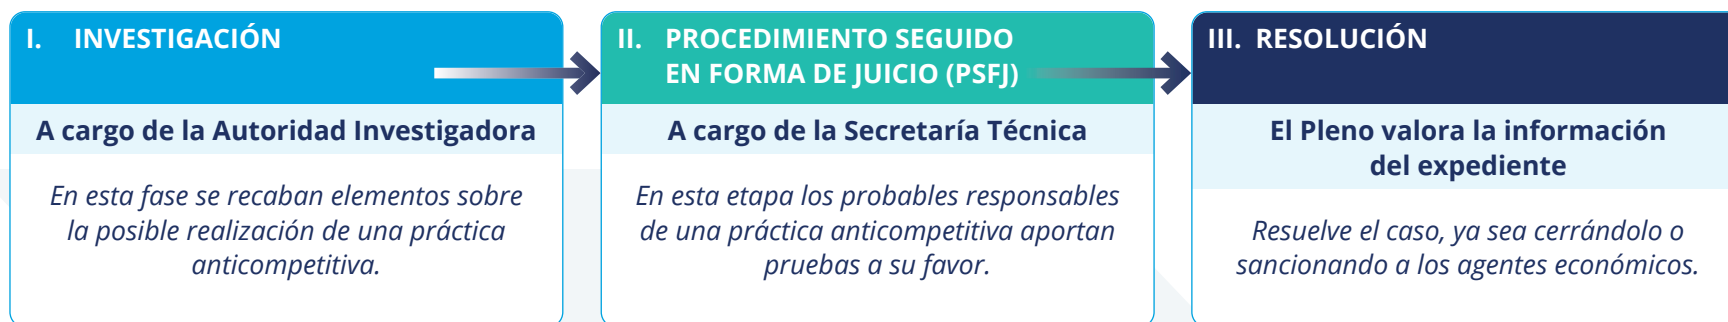 I. INVESTIGACIÓN
A cargo de la Autoridad Investigadora
En esta fase se recaban elementos sobre
la posible realización de una práctica
anticompetitiva.
II. PROCEDIMIENTO SEGUIDO
EN FORMA DE JUICIO (PSFJ)
A cargo de la Secretaría Técnica
En esta etapa los probables responsables
de una práctica anticompetitiva aportan
pruebas a su favor.
III. RESOLUCIÓN
El Pleno valora la información
del expediente
Resuelve el caso, ya sea cerrándolo o
sancionando a los agentes económicos.